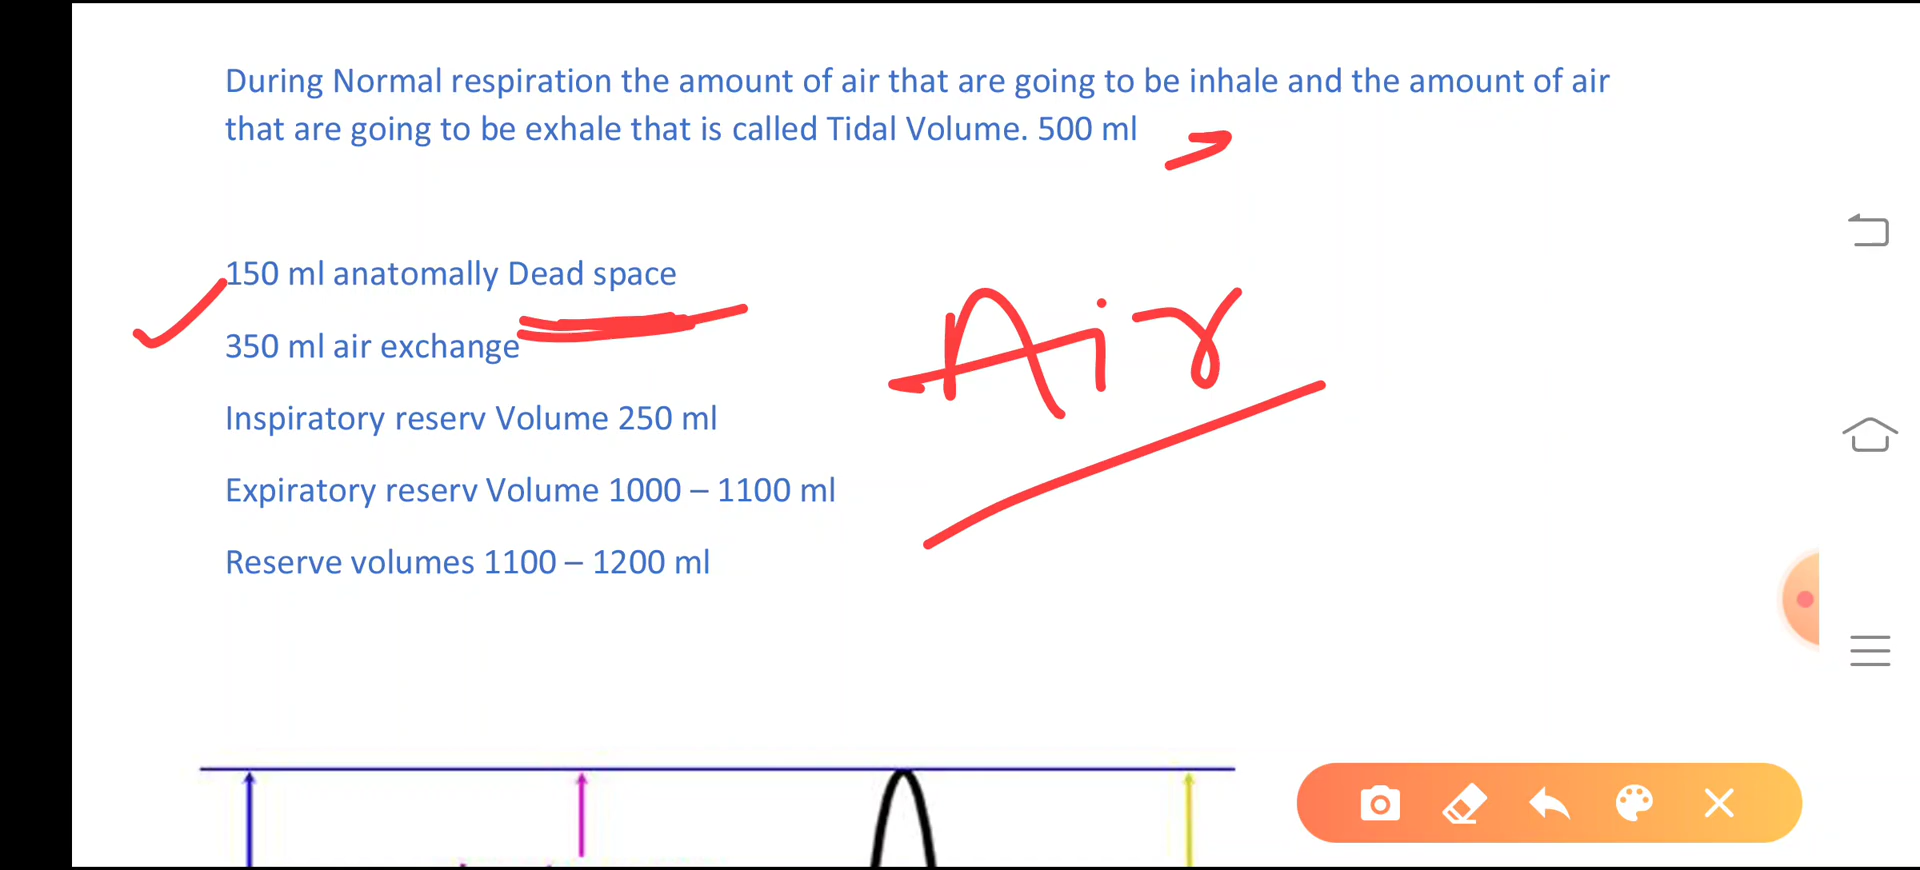 During Normal respiration the amount of air that are going to be inhale and the amount of air
that are going to be exhale that is called Tidal Volume. 500 ml
150 ml anatomally Dead space
350 ml air exchange
Air
Inspiratory reserv Volume 250 ml
Expiratory reserv Volume 1000 – 1100 ml
Reserve volumes 1100 – 1200 ml